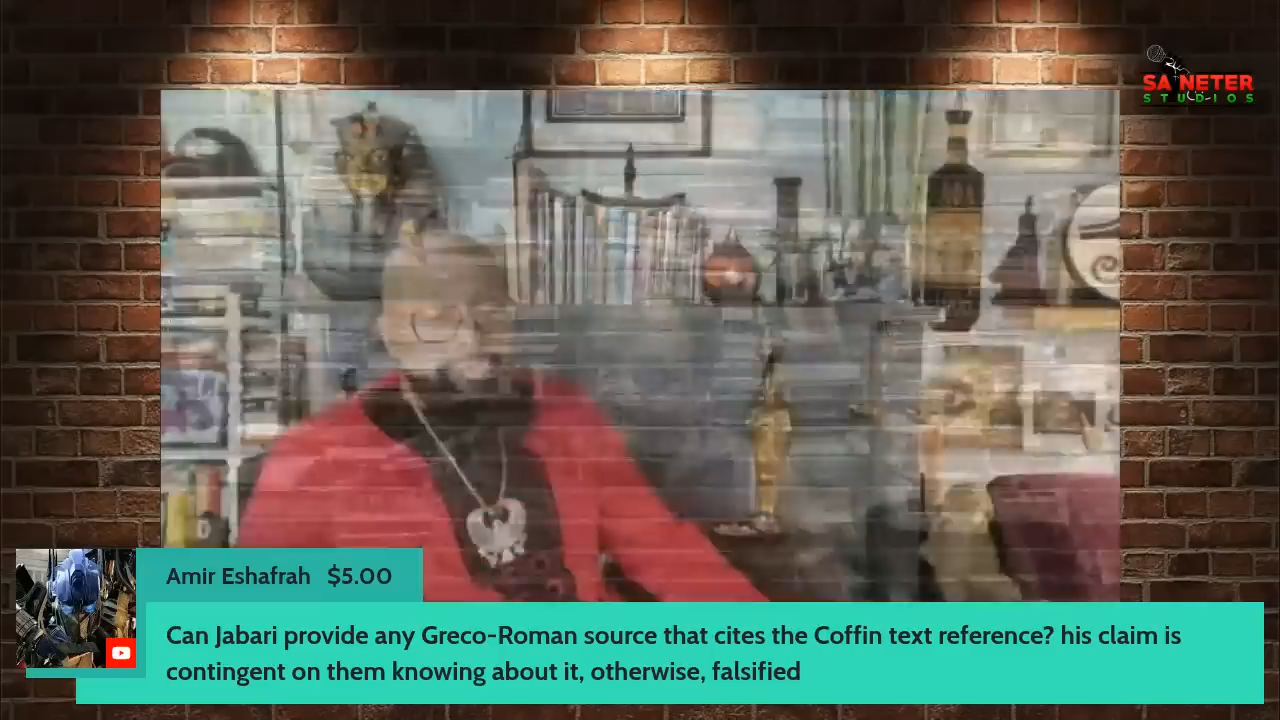 SA NETER
STUDIOS
Amir Eshafrah $5.00
Can Jabari provide any Greco-Roman source that cites the Coffin text reference? his claim is
contingent on them knowing about it, otherwise, falsified